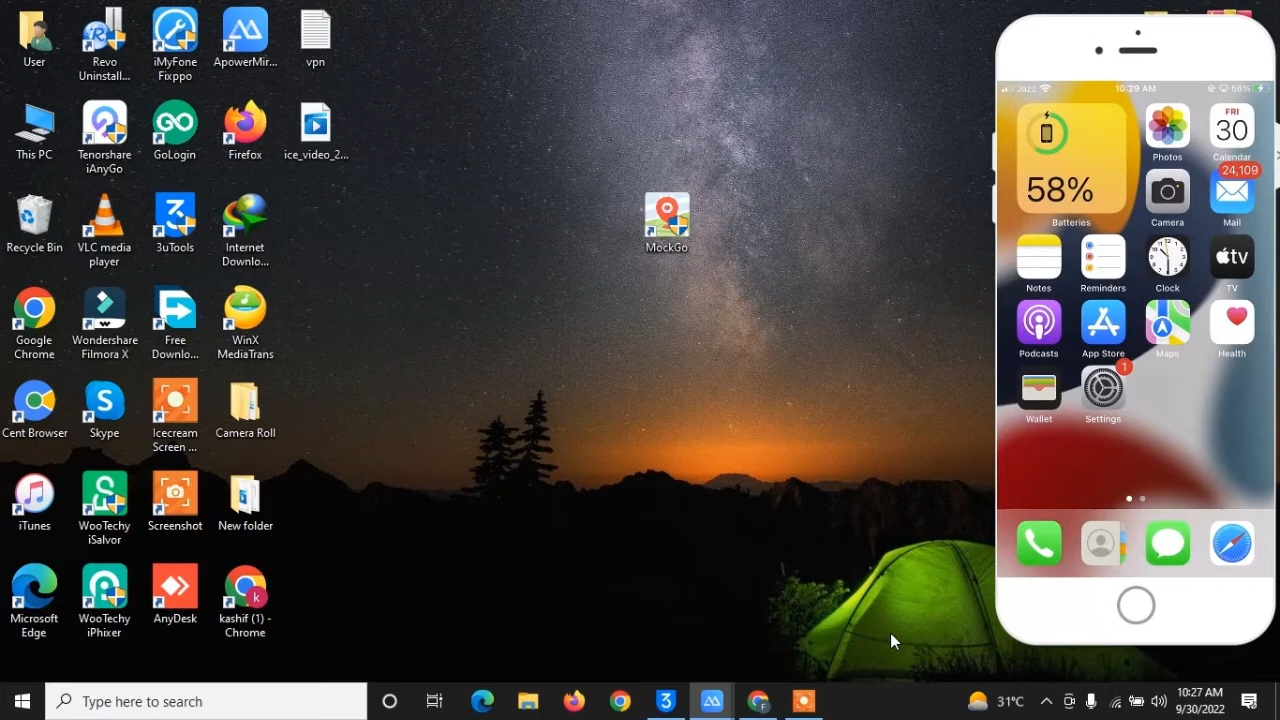 User
Revo
Uninstall...
iMyFone
Fixppo
ApowerMir...
vpn
This PC
Tenorshare
iAnyGo
GoLogin
Firefox
ice_video_2...
Recycle Bin
VLC media
player
3uTools
Internet
Downlo...
MockGo
Google
Chrome
Wondershare
Filmora X
Free
Downlo...
WinX
MediaTrans
Cent Browser
Skype
Icecream
Screen ...
Camera Roll
iTunes
WooTechy
iSalvor
Screenshot
New folder
Microsoft
Edge
WooTechy
iPhixer
AnyDesk
k
kashif (1) -
Chrome
Jazz
10:29 AM
58%
58%
Batteries
Photos
FRI
30
Calendar
Camera
24,109
Mail
Notes
Reminders
Clock
tv
TV
Podcasts
App Store
Maps
Health
Wallet
1
Settings
Type here to search
3
F
31°C
10:27 AM
9/30/2022